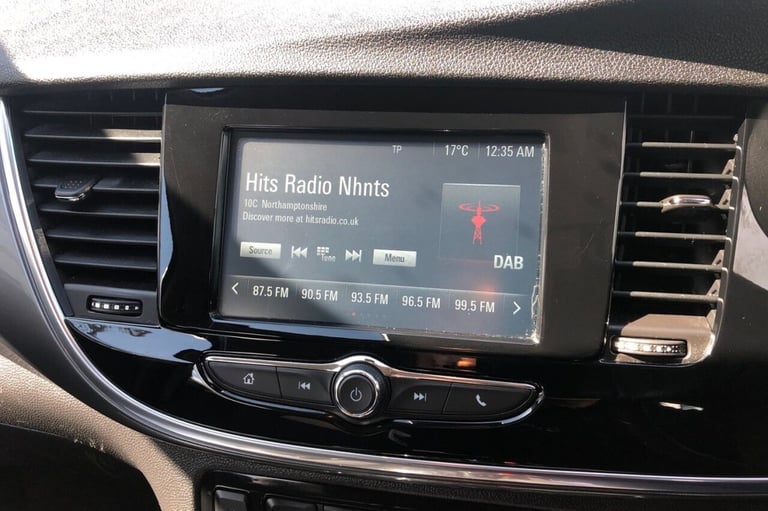 TP 17°C 12:35 AM
Hits Radio Nhnts
10C Northamptonshire
Discover more at hitsradio.co.uk
DAB
Source Tune Menu
87.5 FM 90.5 FM 93.5 FM 96.5 FM 99.5 FM